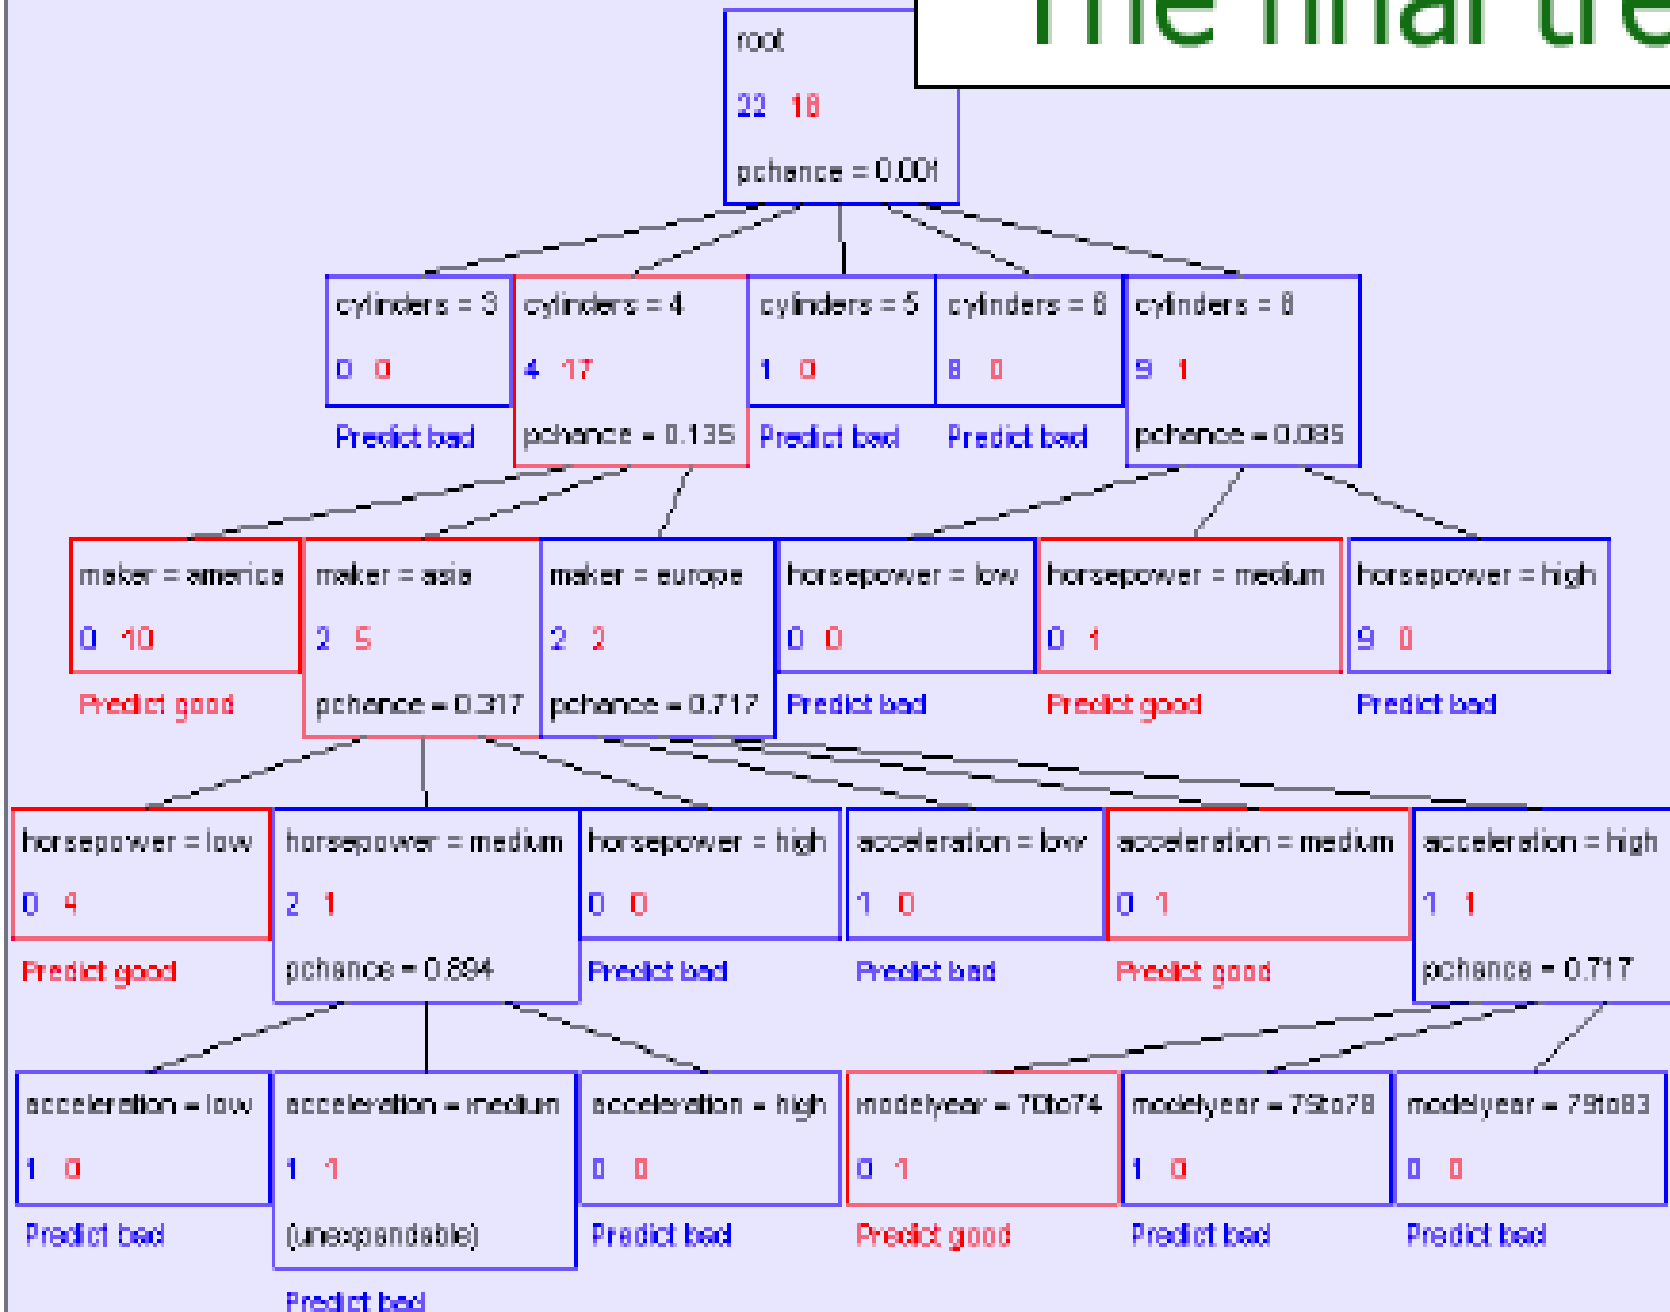 The final tre
root
22 18
pchance = 0.001
cylinders = 3
0 0
Predict bad
cylinders = 4
4 17
pchance = 0.135
cylinders = 5
1 0
Predict bad
cylinders = 6
8 0
Predict bad
cylinders = 8
9 1
pchance = 0.085
maker = america
0 10
Predict good
maker = asia
2 5
pchance = 0.317
maker = europe
2 2
pchance = 0.717
horsepower = low
0 0
Predict bad
horsepower = medium
0 1
Predict good
horsepower = high
9 0
Predict bad
horsepower = low
0 4
Predict good
horsepower = medium
2 1
pchance = 0.894
horsepower = high
0 0
Predict bad
acceleration = low
1 0
Predict bad
acceleration = medium
0 1
Predict good
acceleration = high
1 1
pchance = 0.717
acceleration = low
1 0
Predict bad
acceleration = medium
1 1
(unexpandable)
Predict bad
acceleration = high
0 0
Predict bad
modelyear = 70to74
0 1
Predict good
modelyear = 75to78
1 0
Predict bad
modelyear = 79to83
0 0
Predict bad